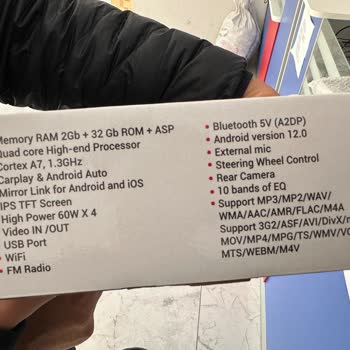 Memory RAM 2Gb + 32 Gb ROM + ASP
Quad core High-end Processor
Cortex A7, 1.3GHz
Carplay & Android Auto
Mirror Link for Android and iOS
IPS TFT Screen
High Power 60W X 4
Video IN /OUT
USB Port
• WiFi
• FM Radio
• Bluetooth 5V (A2DP)
• Android version 12.0
• External mic
• Steering Wheel Control
• Rear Camera
• 10 bands of EQ
• Support MP3/MP2/WAV/
WMA/AAC/AMR/FLAC/M4A
Support 3G2/ASF/AVI/DivX/
MOV/MP4/MPG/TS/WMV/
MTS/WEBM/M4V